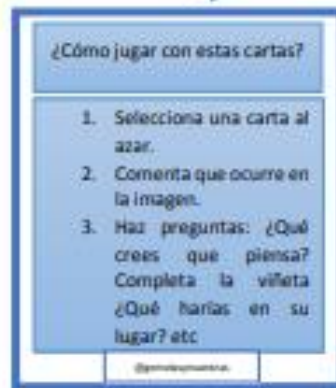 ¿Cómo jugar con estas cartas?
1. Selecciona una carta al
azar.
2. Comenta que ocurre en
la imagen.
3. Haz preguntas: ¿Qué
crees que piensa?
Completa la viñeta
¿Qué harías en su
lugar? etc